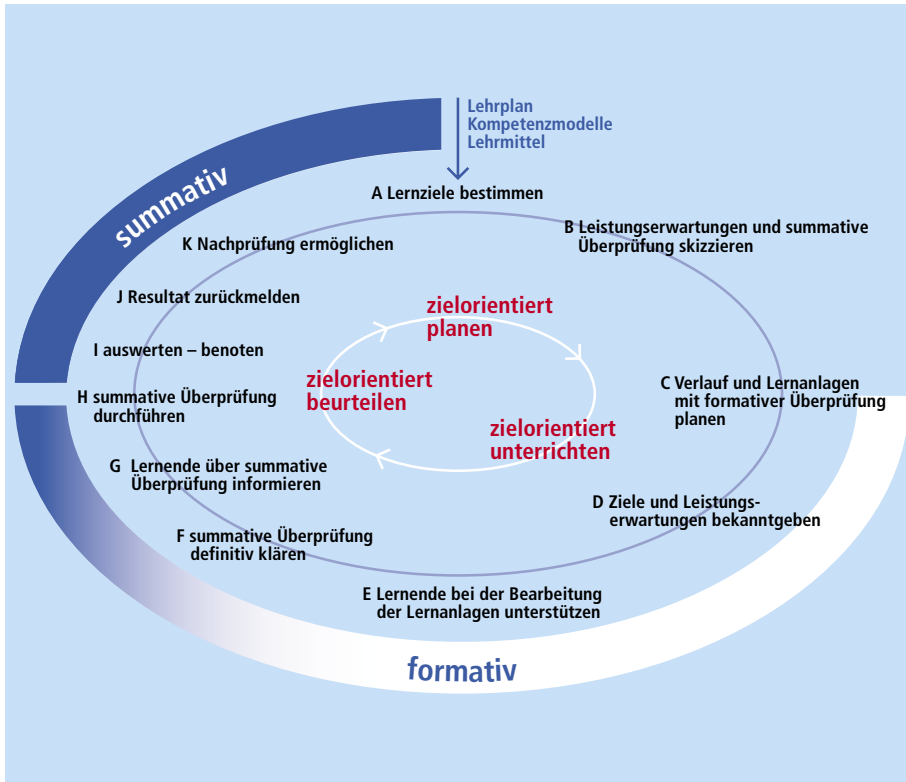 summativ
Lehrplan
Kompetenzmodelle
Lehrmittel
A Lernziele bestimmen
B Leistungserwartungen und summative
Überprüfung skizzieren
C Verlauf und Lernanlagen
mit formativer Überprüfung
planen
D Ziele und Leistungs-
erwartungen bekanntgeben
E Lernende bei der Bearbeitung
der Lernanlagen unterstützen
F summative Überprüfung
definitiv klären
G Lernende über summative
Überprüfung informieren
H summative Überprüfung
durchführen
I auswerten – benoten
J Resultat zurückmelden
K Nachprüfung ermöglichen
zielorientiert
planen
zielorientiert
unterrichten
zielorientiert
beurteilen
formativ